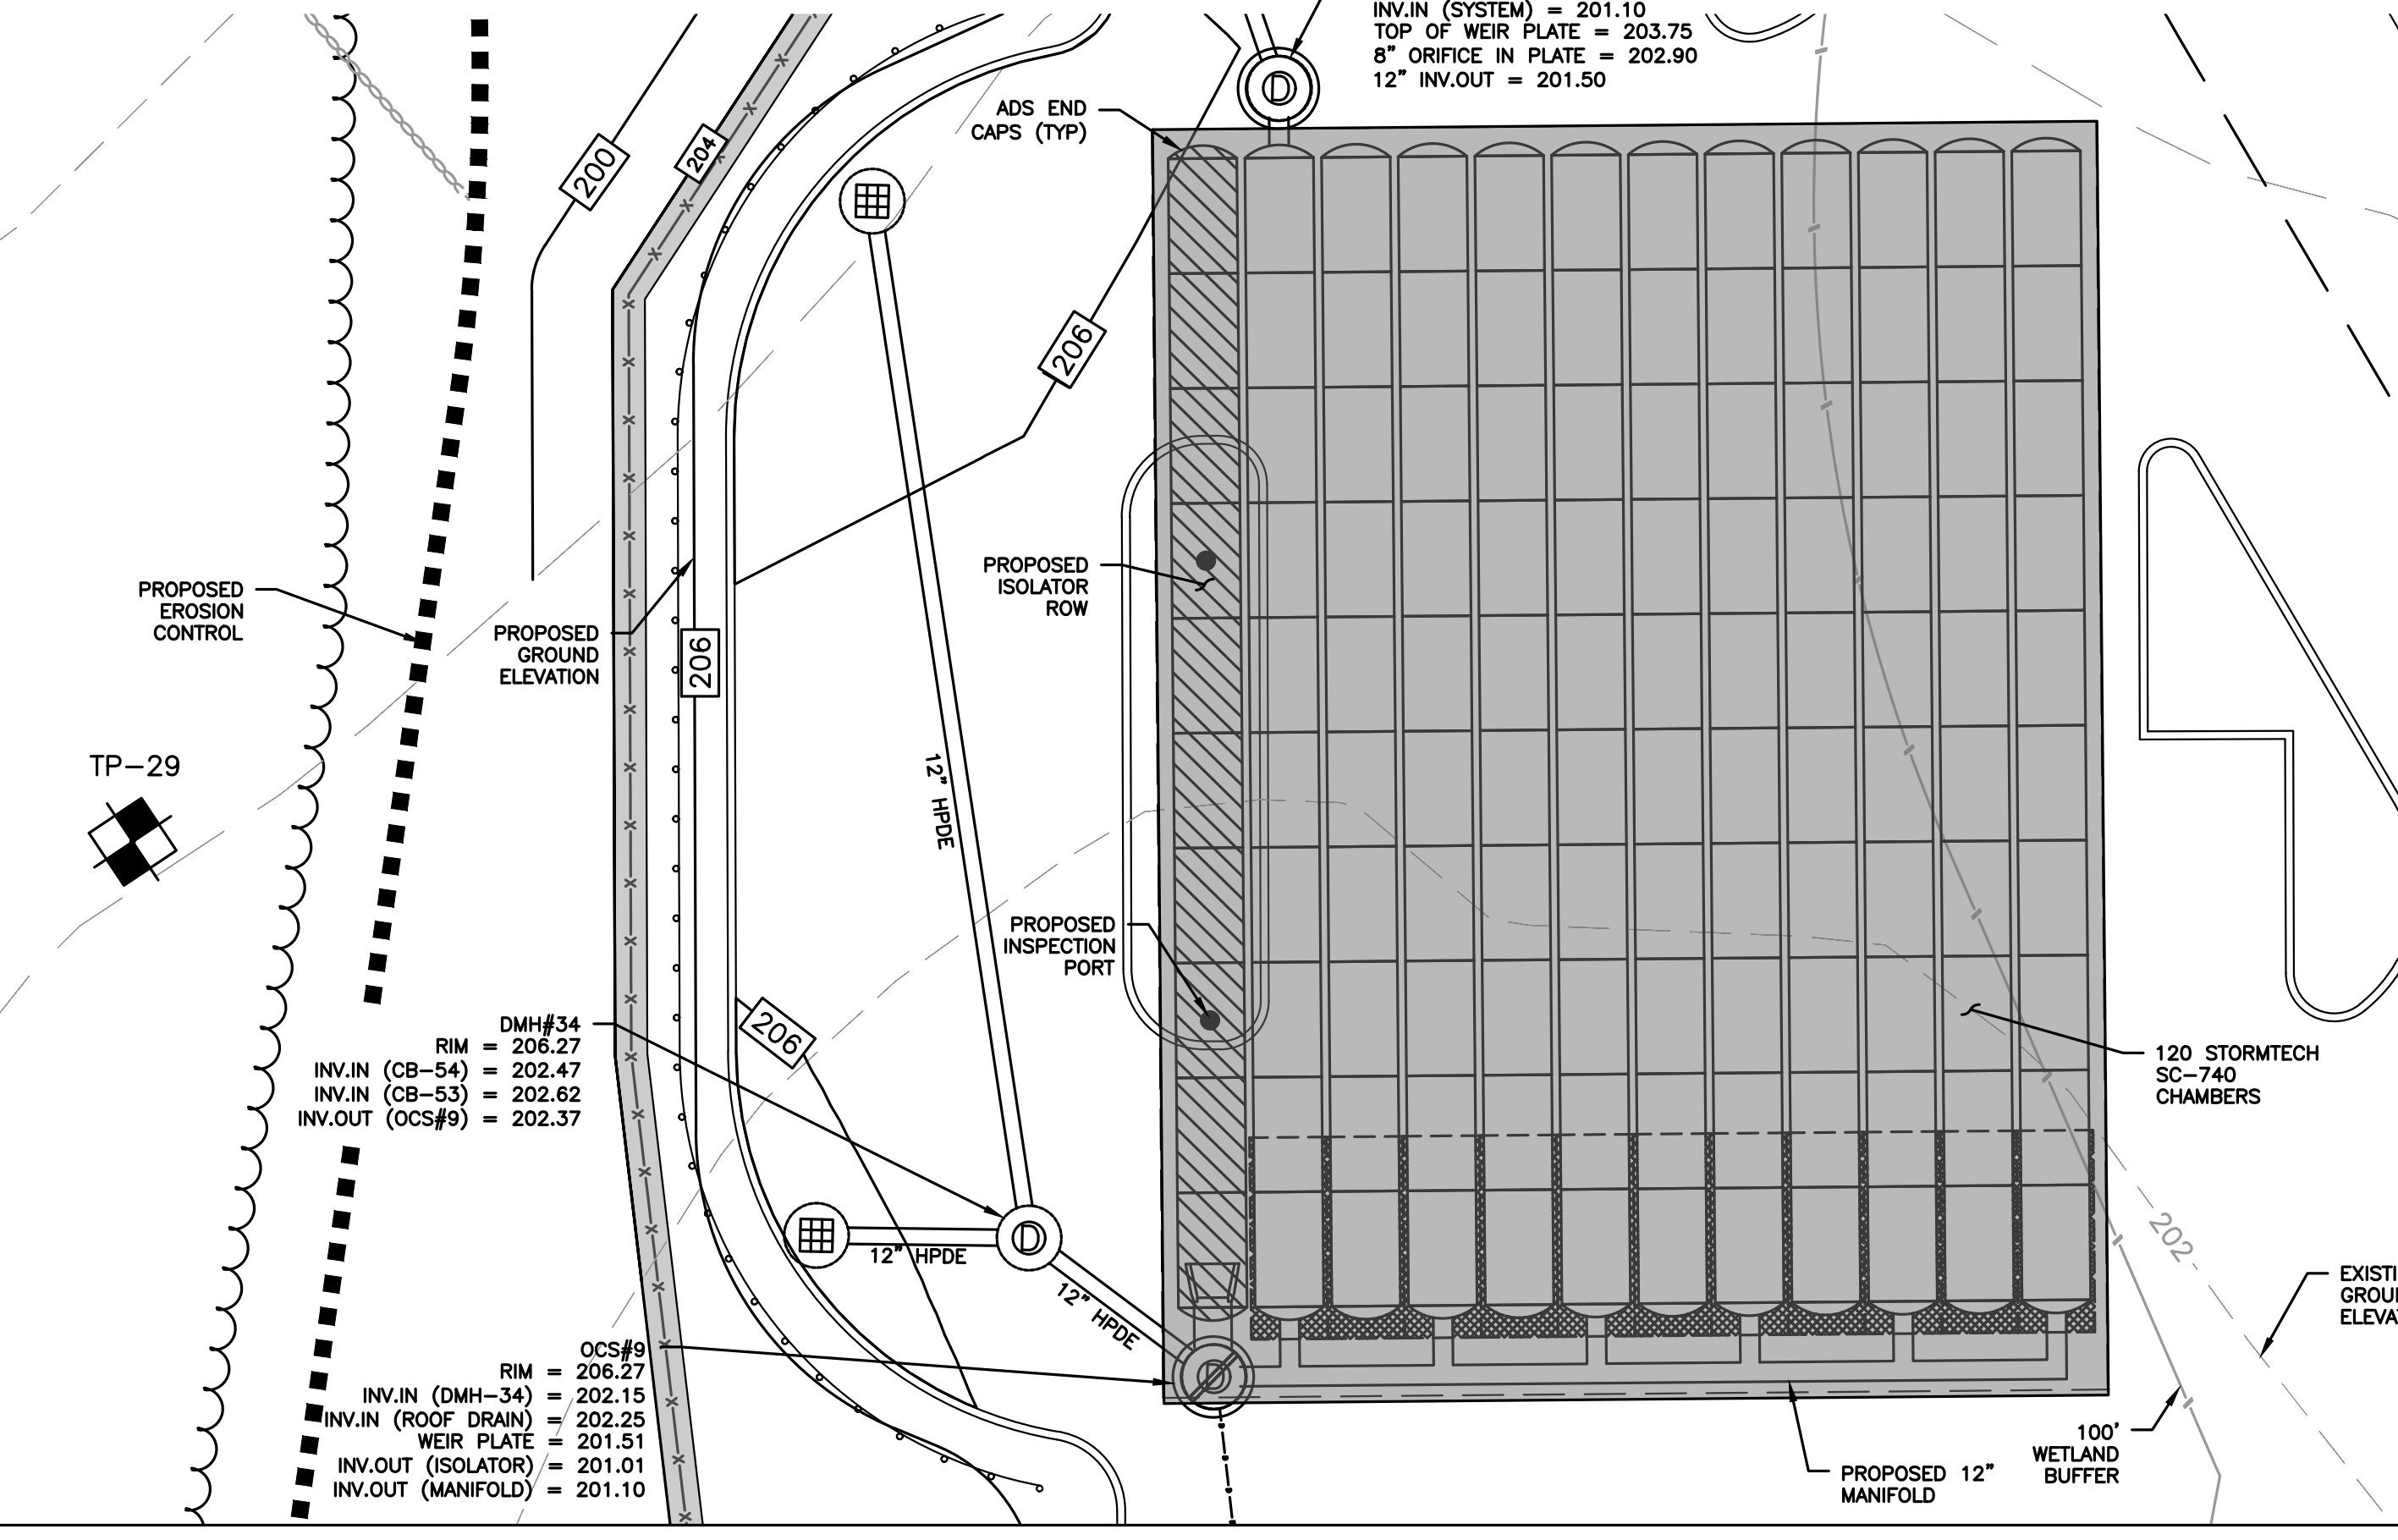 INV.IN (SYSTEM) = 201.10
TOP OF WEIR PLATE = 203.75
8" ORIFICE IN PLATE = 202.90
12" INV.OUT = 201.50
D
ADS END
CAPS (TYP)
204
200
206
PROPOSED
ISOLATOR
ROW
PROPOSED
EROSION
CONTROL
PROPOSED
GROUND
ELEVATION
206
TP-29
12" HPDE
PROPOSED
INSPECTION
PORT
206
DMH#34
RIM = 206.27
INV.IN (CB-54) = 202.47
INV.IN (CB-53) = 202.62
INV.OUT (OCS#9) = 202.37
120 STORMTECH
SC-740
CHAMBERS
D
12" HPDE
12" HPDE
202
EXISTI
GROUN
ELEVA
OCS#9
RIM = 206.27
INV.IN (DMH-34) = 202.15
INV.IN (ROOF DRAIN) = 202.25
WEIR PLATE = 201.51
INV.OUT (ISOLATOR) = 201.01
INV.OUT (MANIFOLD) = 201.10
D
PROPOSED 12"
MANIFOLD
100'
WETLAND
BUFFER